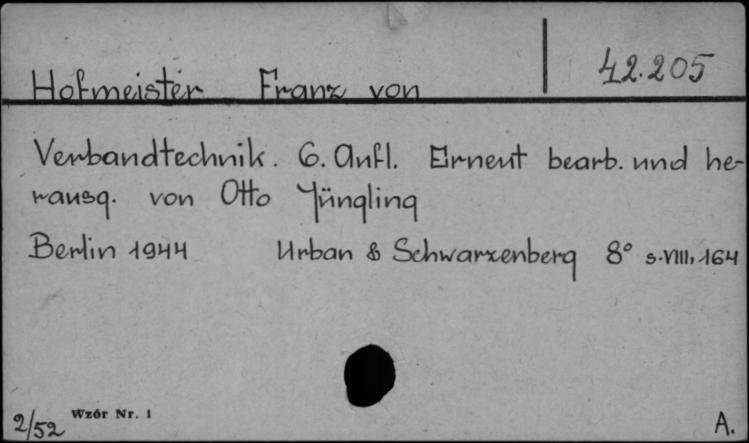 42.205
Hofmeister Franz von
Verbandtechnik. 6. Aufl. Erneut bearb. und he-
rausg. von Otto Jüngling
Berlin 1944 Urban & Schwarzenberg 8° s. VIII, 164
Wzór Nr. 1
2/52 A.